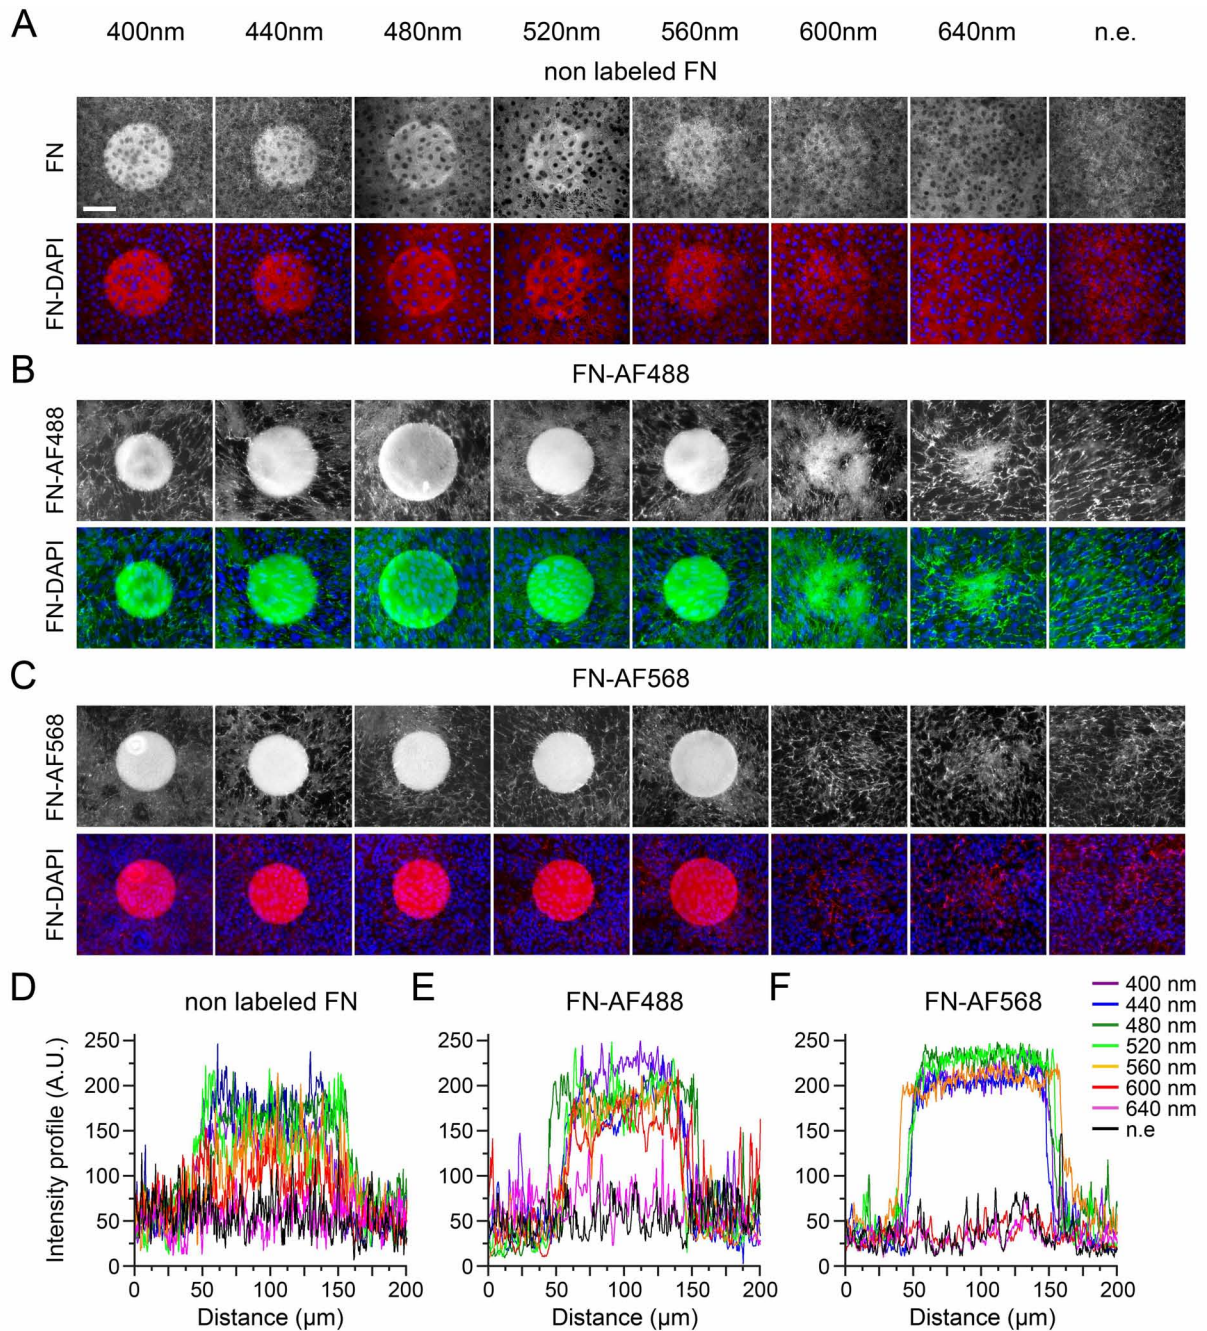 A
400nm 440nm 480nm 520nm 560nm 600nm 640nm n.e.
non labeled FN
FN
FN-DAPI
B
FN-AF488
FN-AF488
FN-DAPI
C
FN-AF568
FN-AF568
FN-DAPI
D non labeled FN
Intensity profile (A.U.)
250
200
150
100
50
0
0 50 100 150 200
Distance (µm)
E FN-AF488
250
200
150
100
50
0
0 50 100 150 200
Distance (µm)
F FN-AF568
250
200
150
100
50
0
0 50 100 150 200
Distance (µm)
400 nm
440 nm
480 nm
520 nm
560 nm
600 nm
640 nm
n.e